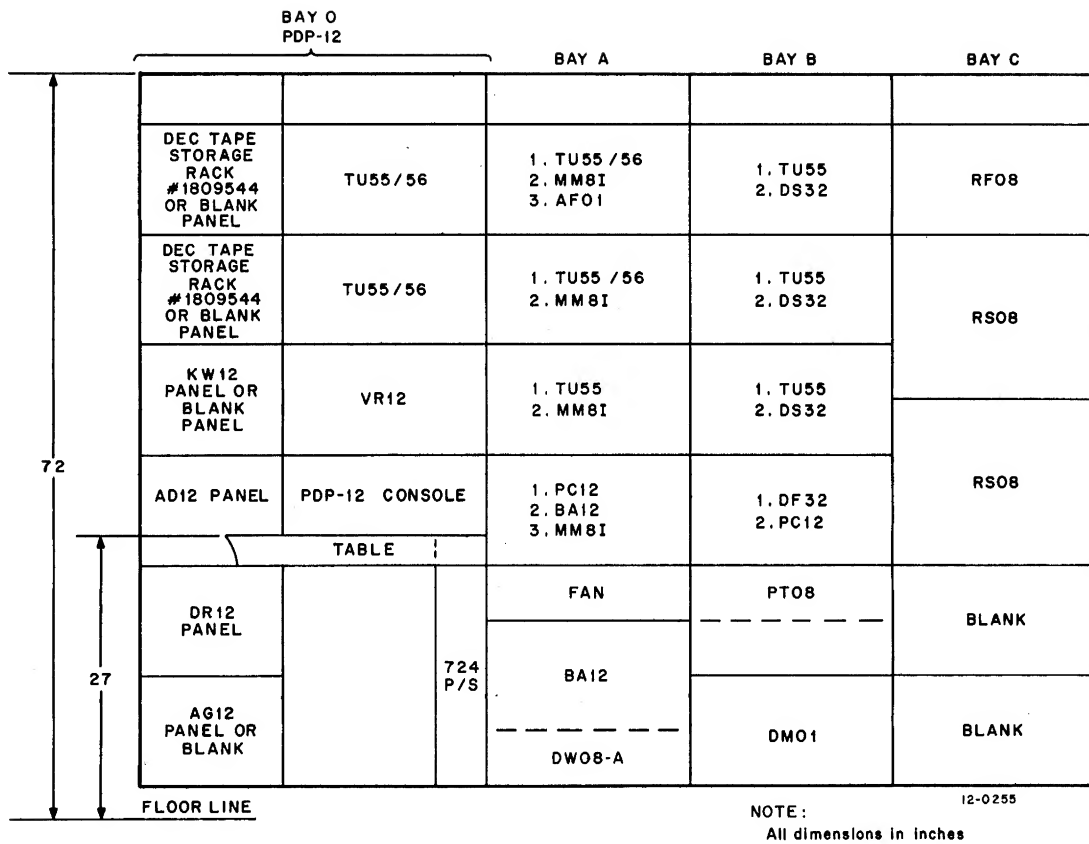 BAY 0
PDP-12
BAY A
BAY B
BAY C
DEC TAPE
STORAGE
RACK
#1809544
OR BLANK
PANEL
TU55/56
1. TU55/56
2. MM8I
3. AF01
1. TU55
2. DS32
RF08
DEC TAPE
STORAGE
RACK
#1809544
OR BLANK
PANEL
TU55/56
1. TU55/56
2. MM8I
1. TU55
2. DS32
RS08
KW12
PANEL OR
BLANK
PANEL
VR12
1. TU55
2. MM8I
1. TU55
2. DS32
72
AD12 PANEL
PDP-12 CONSOLE
1. PC12
2. BA12
3. MM8I
1. DF32
2. PC12
RS08
TABLE
DR12
PANEL
FAN
PT08
BLANK
27
724
P/S
BA12
AG12
PANEL OR
BLANK
DW08-A
DM01
BLANK
FLOOR LINE
12-0255
NOTE:
All dimensions in inches